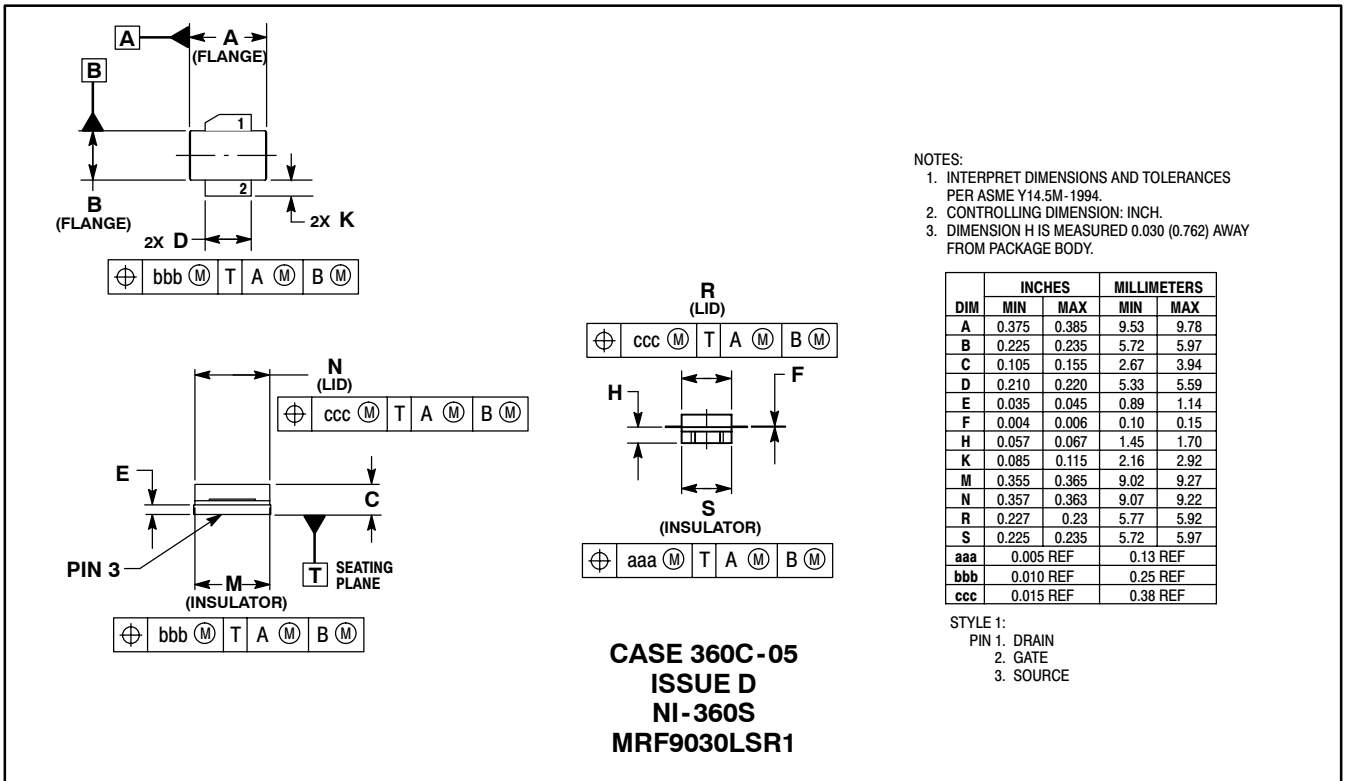 A
A
(FLANGE)
B
1
2
B
(FLANGE)
2X K
2X D
⌖ bbb Ⓜ T A Ⓜ B Ⓜ
N
(LID)
⌖ ccc Ⓜ T A Ⓜ B Ⓜ
E
C
PIN 3
M
(INSULATOR)
T SEATING
PLANE
⌖ bbb Ⓜ T A Ⓜ B Ⓜ
R
(LID)
⌖ ccc Ⓜ T A Ⓜ B Ⓜ
F
H
S
(INSULATOR)
⌖ aaa Ⓜ T A Ⓜ B Ⓜ
CASE 360C-05
ISSUE D
NI-360S
MRF9030LSR1
NOTES:
1. INTERPRET DIMENSIONS AND TOLERANCES
PER ASME Y14.5M-1994.
2. CONTROLLING DIMENSION: INCH.
3. DIMENSION H IS MEASURED 0.030 (0.762) AWAY
FROM PACKAGE BODY.
INCHES MILLIMETERS
DIM MIN MAX MIN MAX
A 0.375 0.385 9.53 9.78
B 0.225 0.235 5.72 5.97
C 0.105 0.155 2.67 3.94
D 0.210 0.220 5.33 5.59
E 0.035 0.045 0.89 1.14
F 0.004 0.006 0.10 0.15
H 0.057 0.067 1.45 1.70
K 0.085 0.115 2.16 2.92
M 0.355 0.365 9.02 9.27
N 0.357 0.363 9.07 9.22
R 0.227 0.23 5.77 5.92
S 0.225 0.235 5.72 5.97
aaa 0.005 REF 0.13 REF
bbb 0.010 REF 0.25 REF
ccc 0.015 REF 0.38 REF
STYLE 1:
PIN 1. DRAIN
2. GATE
3. SOURCE